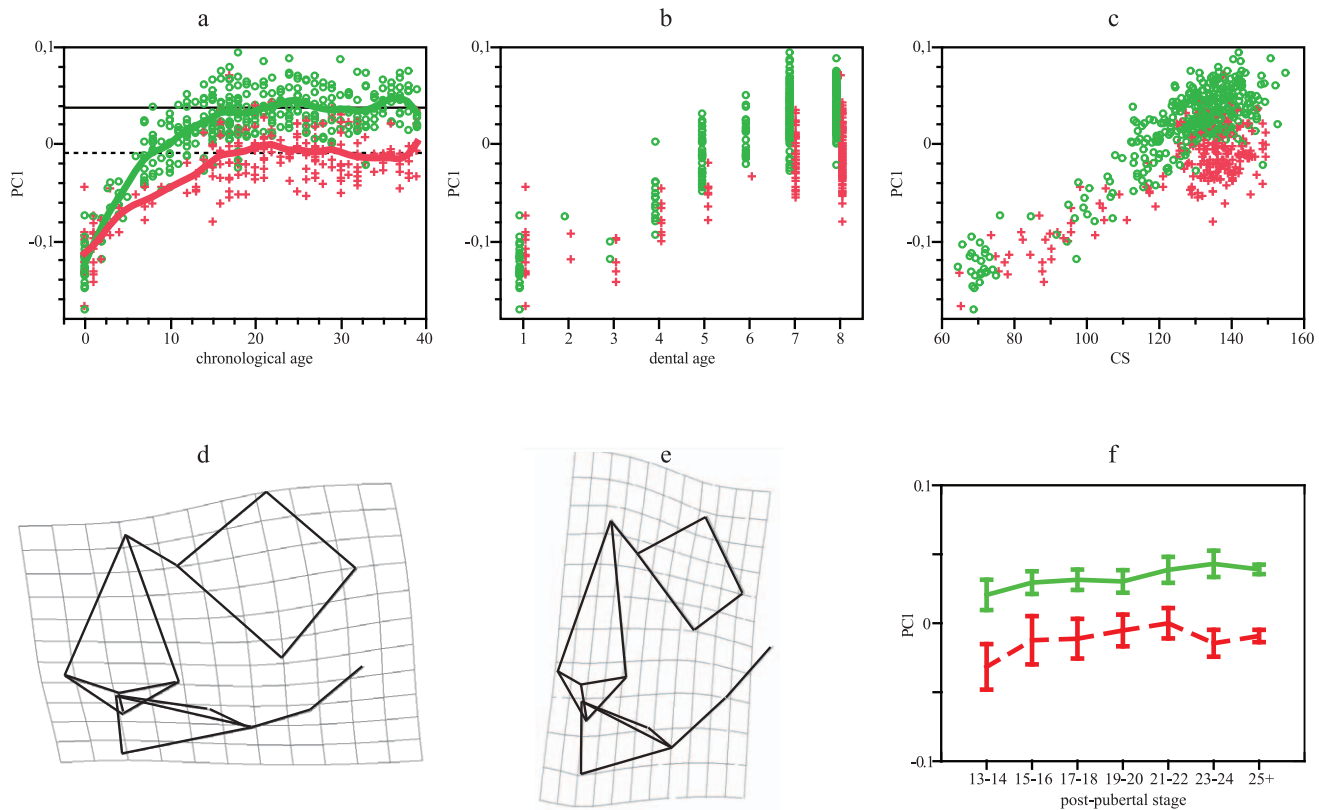 a
b
c
0,1
0
-0,1
PC1
0
10
20
30
40
chronological age
0,1
0
-0,1
PC1
1
2
3
4
5
6
7
8
dental age
0,1
0
-0,1
PC1
60
80
100
120
140
160
CS
d
e
f
0.1
0
-0.1
PC1
13-14
15-16
17-18
19-20
21-22
23-24
25+
post-pubertal stage